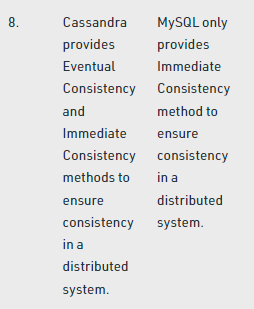 8.
Cassandra
provides
Eventual
Consistency
and
Immediate
Consistency
methods to
ensure
consistency
in a
distributed
system.
MySQL only
provides
Immediate
Consistency
method to
ensure
consistency
in a
distributed
system.